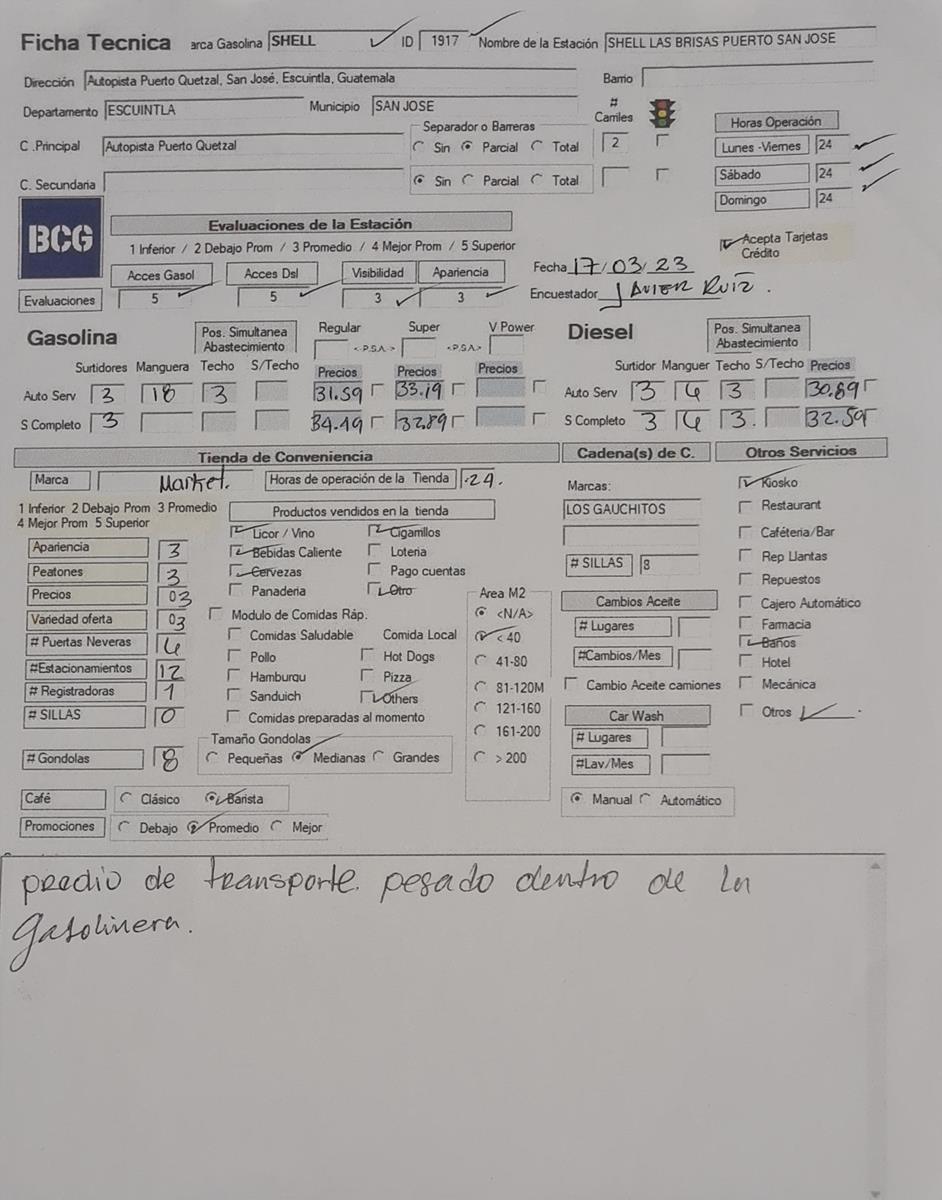 Ficha Tecnica arca Gasolina SHELL ID 1917 Nombre de la Estación SHELL LAS BRISAS PUERTO SAN JOSE
Dirección Autopista Puerto Quetzal, San José, Escuintla, Guatemala Barrio
Departamento ESCUINTLA Municipio SAN JOSE # Carriles
Separador o Barreras Horas Operación
C .Principal Autopista Puerto Quetzal Sin Parcial Total 2 Lunes -Viernes 24
C. Secundaria Sin Parcial Total Sábado 24
Domingo 24
BCG Evaluaciones de la Estación
1 Inferior / 2 Debajo Prom / 3 Promedio / 4 Mejor Prom / 5 Superior Acepta Tarjetas Crédito
Acces Gasol Acces Dsl Visibilidad Apariencia Fecha 17/03/23
Evaluaciones 5 5 3 3 Encuestador JAVIER RUIZ.
Gasolina Pos. Simultanea Abastecimiento Regular Super V Power Diesel Pos. Simultanea Abastecimiento
<-P.S.A.-> <-P.S.A.->
Surtidores Manguera Techo S/Techo Precios Precios Precios Surtidor Manguer Techo S/Techo Precios
Auto Serv 3 18 3 31.59 33.19 Auto Serv 3 6 3 30.89
S Completo 3 34.49 32.89 S Completo 3 6 3. 32.59
Tienda de Conveniencia Cadena(s) de C. Otros Servicios
Marca Market. Horas de operación de la Tienda .24. Marcas: Kiosko
1 Inferior 2 Debajo Prom 3 Promedio Productos vendidos en la tienda LOS GAUCHITOS Restaurant
4 Mejor Prom 5 Superior
Licor / Vino Cigarrillos Caféteria/Bar
Apariencia 3 Bebidas Caliente Loteria # SILLAS 8 Rep Llantas
Peatones 3 Cervezas Pago cuentas Repuestos
Precios 03 Panaderia Otro Area M2 Cambios Aceite Cajero Automático
Variedad oferta 03 Modulo de Comidas Ráp. <N/A> # Lugares Farmacia
# Puertas Neveras 6 Comidas Saludable Comida Local < 40 Baños
#Estacionamientos 12 Pollo Hot Dogs 41-80 #Cambios/Mes Hotel
# Registradoras 1 Hamburqu Pizza 81-120M Cambio Aceite camiones Mecánica
# SILLAS 0 Sanduich Others 121-160 Car Wash Otros
Comidas preparadas al momento 161-200 # Lugares
# Gondolas 8 Tamaño Gondolas Pequeñas Medianas Grandes > 200 #Lav/Mes
Café Clásico Barista Manual Automático
Promociones Debajo Promedio Mejor
predio de transporte. pesado dentro de la
gasolinera.